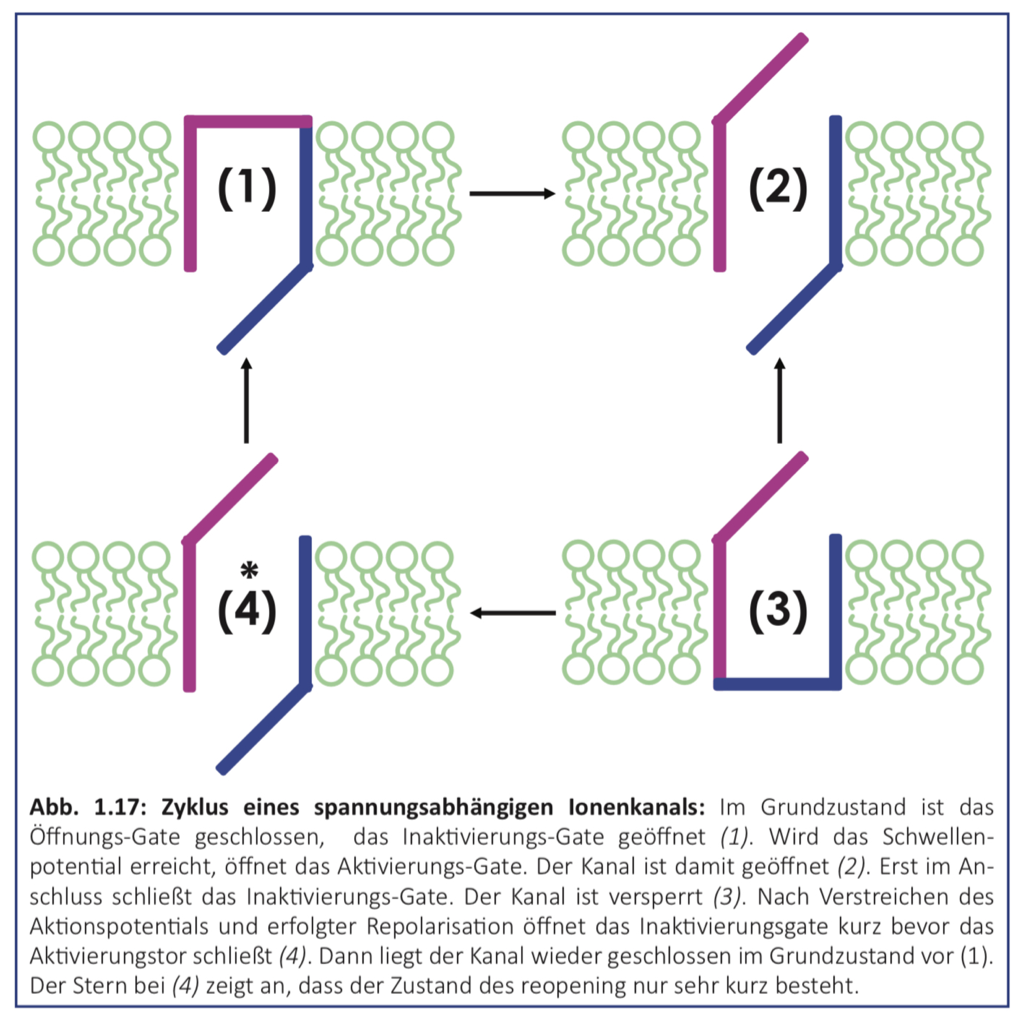 (1)
(2)
*
(4)
(3)
Abb. 1.17: Zyklus eines spannungsabhängigen Ionenkanals: Im Grundzustand ist das
Öffnungs-Gate geschlossen, das Inaktivierungs-Gate geöffnet (1). Wird das Schwellen-
potential erreicht, öffnet das Aktivierungs-Gate. Der Kanal ist damit geöffnet (2). Erst im An-
schluss schließt das Inaktivierungs-Gate. Der Kanal ist versperrt (3). Nach Verstreichen des
Aktionspotentials und erfolgter Repolarisation öffnet das Inaktivierungsgate kurz bevor das
Aktivierungstor schließt (4). Dann liegt der Kanal wieder geschlossen im Grundzustand vor (1).
Der Stern bei (4) zeigt an, dass der Zustand des reopening nur sehr kurz besteht.